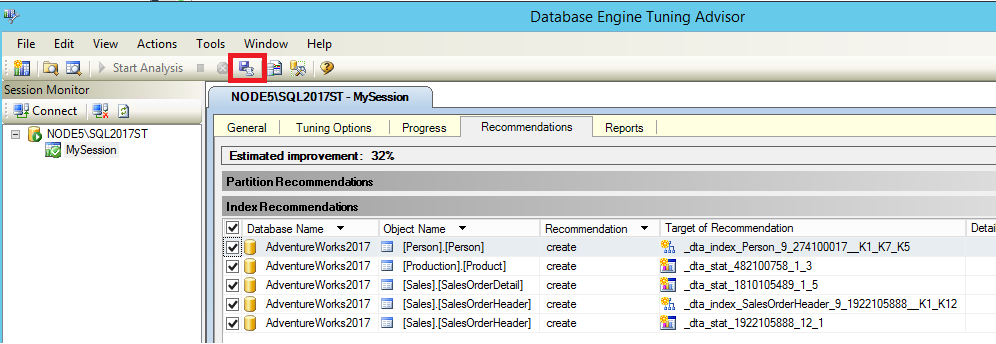 Database Engine Tuning Advisor
File Edit View Actions Tools Window Help
Start Analysis
Session Monitor
Connect
NODE5\SQL2017ST
MySession
NODE5\SQL2017ST - MySession
General Tuning Options Progress Recommendations Reports
Estimated improvement: 32%
Partition Recommendations
Index Recommendations
Database Name Object Name Recommendation Target of Recommendation Detai
AdventureWorks2017 [Person].[Person] create _dta_index_Person_9_274100017__K1_K7_K5
AdventureWorks2017 [Production].[Product] create _dta_stat_482100758_1_3
AdventureWorks2017 [Sales].[SalesOrderDetail] create _dta_stat_1810105489_1_5
AdventureWorks2017 [Sales].[SalesOrderHeader] create _dta_index_SalesOrderHeader_9_1922105888__K1_K12
AdventureWorks2017 [Sales].[SalesOrderHeader] create _dta_stat_1922105888_12_1